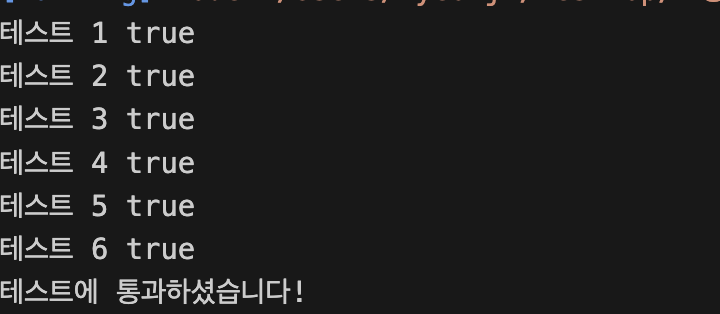 테스트 1 true
테스트 2 true
테스트 3 true
테스트 4 true
테스트 5 true
테스트 6 true
테스트에 통과하셨습니다!